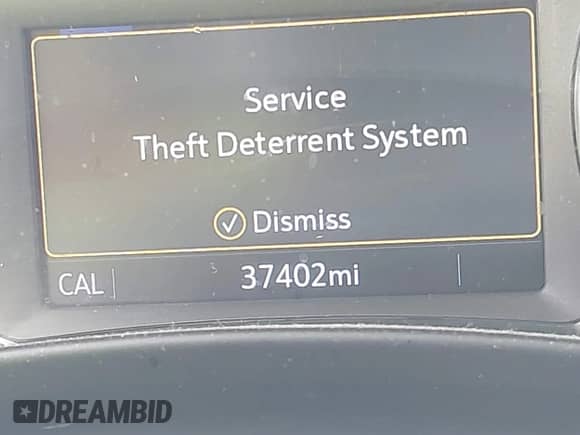 Service
Theft Deterrent System
Dismiss
CAL
37402mi
DREAMBID